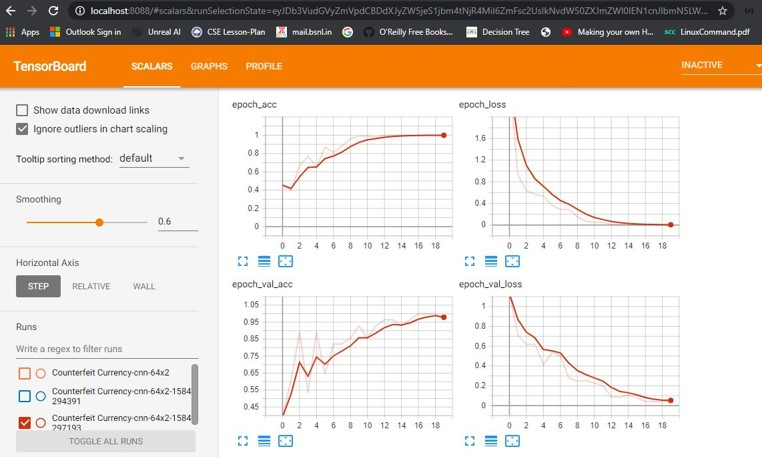 localhost:8088/#scalars&runSelectionState=eyJDb3VudGVyZmVpdCBDdXJyZW5jeS1jbm4tNjR4MiI6ZmFsc2UsIkNvdW50ZXJmZWl0IEN1cnJlbmN5LW...
Apps Outlook Sign in Unreal AI CSE Lesson-Plan mail.bsnl.in O'Reilly Free Books... Decision Tree Making your own H... SCC LinuxCommand.pdf
TensorBoard SCALARS GRAPHS PROFILE INACTIVE
Show data download links
Ignore outliers in chart scaling
Tooltip sorting method: default
Smoothing
0.6
Horizontal Axis
STEP RELATIVE WALL
Runs
Write a regex to filter runs
Counterfeit Currency-cnn-64x2
Counterfeit Currency-cnn-64x2-1584
294391
Counterfeit Currency-cnn-64x2-1584
297193
TOGGLE ALL RUNS
epoch_acc
1
0.8
0.6
0.4
0.2
0
0 2 4 6 8 10 12 14 16 18
epoch_loss
1.6
1.2
0.8
0.4
0
0 2 4 6 8 10 12 14 16 18
epoch_val_acc
1.05
0.95
0.85
0.75
0.65
0.55
0.45
0 2 4 6 8 10 12 14 16 18
epoch_val_loss
1
0.8
0.6
0.4
0.2
0
0 2 4 6 8 10 12 14 16 18